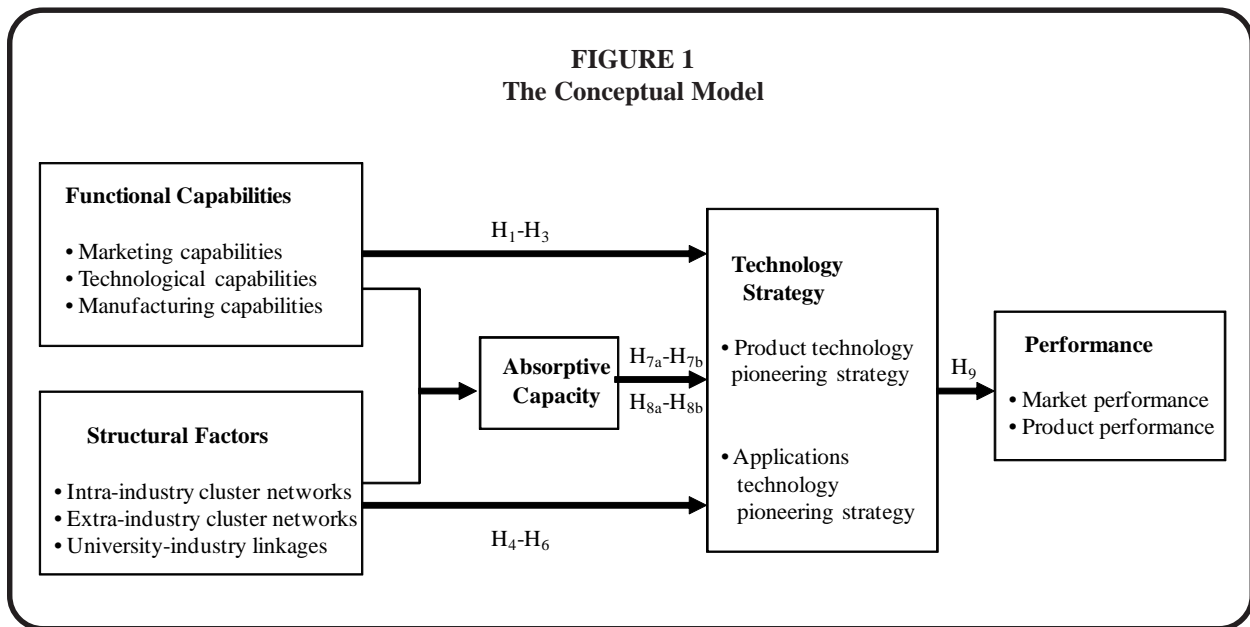 FIGURE 1
The Conceptual Model
Functional Capabilities
• Marketing capabilities
• Technological capabilities
• Manufacturing capabilities
H1-H3
Structural Factors
• Intra-industry cluster networks
• Extra-industry cluster networks
• University-industry linkages
H4-H6
Absorptive
Capacity
H7a-H7b
H8a-H8b
Technology
Strategy
• Product technology
pioneering strategy
• Applications
technology
pioneering strategy
H9
Performance
• Market performance
• Product performance